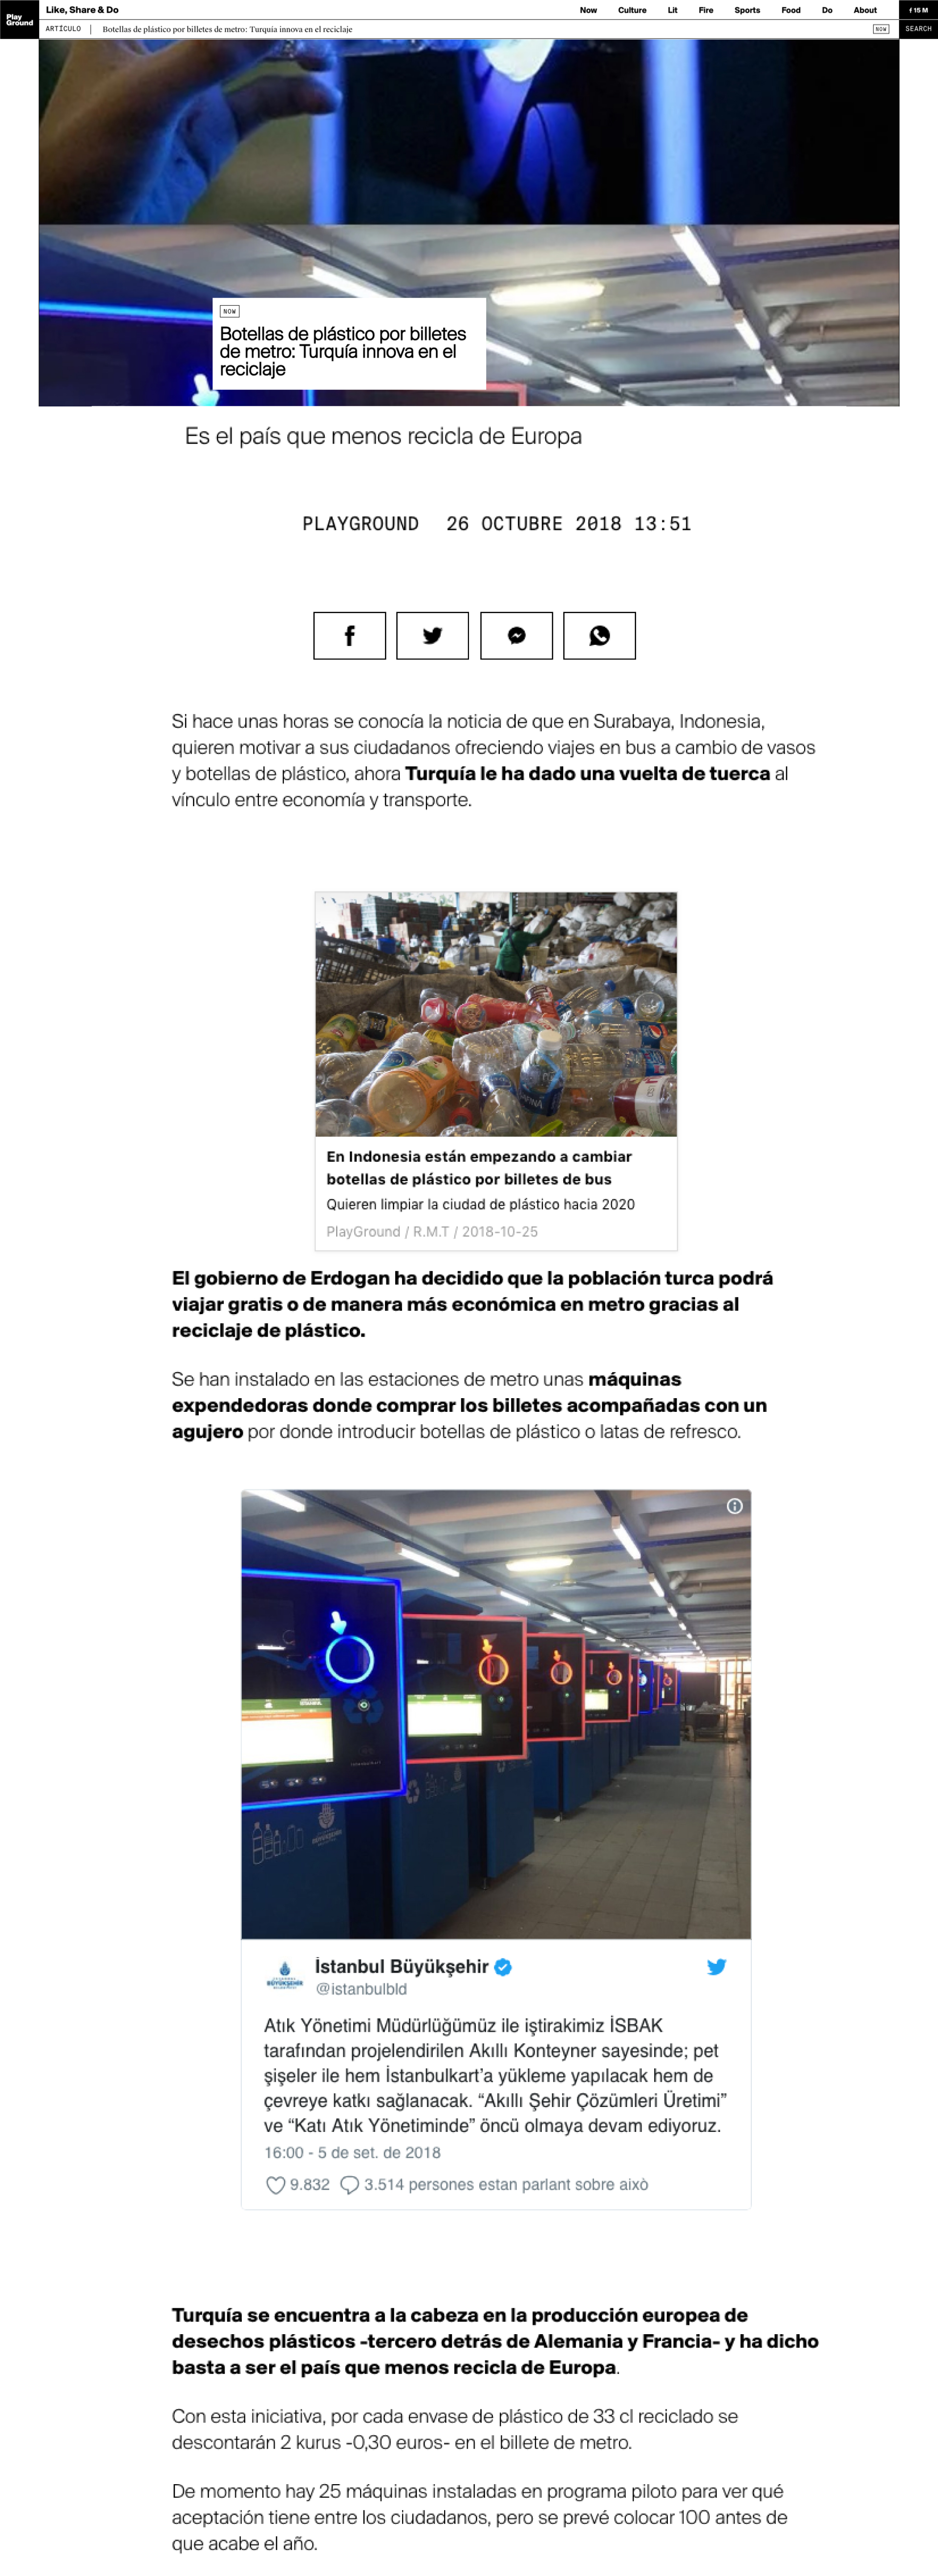 Play
Ground
Like, Share & Do
Now Culture Lit Fire Sports Food Do About
f 15 M
ARTÍCULO | Botellas de plástico por billetes de metro: Turquía innova en el reciclaje
NOW
SEARCH
NOW
Botellas de plástico por billetes
de metro: Turquía innova en el
reciclaje
Es el país que menos recicla de Europa
PLAYGROUND 26 OCTUBRE 2018 13:51
Si hace unas horas se conocía la noticia de que en Surabaya, Indonesia,
quieren motivar a sus ciudadanos ofreciendo viajes en bus a cambio de vasos
y botellas de plástico, ahora Turquía le ha dado una vuelta de tuerca al
vínculo entre economía y transporte.
En Indonesia están empezando a cambiar
botellas de plástico por billetes de bus
Quieren limpiar la ciudad de plástico hacia 2020
PlayGround / R.M.T / 2018-10-25
El gobierno de Erdogan ha decidido que la población turca podrá
viajar gratis o de manera más económica en metro gracias al
reciclaje de plástico.
Se han instalado en las estaciones de metro unas máquinas
expendedoras donde comprar los billetes acompañadas con un
agujero por donde introducir botellas de plástico o latas de refresco.
BÜYÜKŞEHİR
İstanbul Büyükşehir
@istanbulbld
Atık Yönetimi Müdürlüğümüz ile iştirakimiz İSBAK
tarafından projelendirilen Akıllı Konteyner sayesinde; pet
şişeler ile hem İstanbulkart’a yükleme yapılacak hem de
çevreye katkı sağlanacak. “Akıllı Şehir Çözümleri Üretimi”
ve “Katı Atık Yönetiminde” öncü olmaya devam ediyoruz.
16:00 - 5 de set. de 2018
9.832 3.514 persones estan parlant sobre això
Turquía se encuentra a la cabeza en la producción europea de
desechos plásticos -tercero detrás de Alemania y Francia- y ha dicho
basta a ser el país que menos recicla de Europa.
Con esta iniciativa, por cada envase de plástico de 33 cl reciclado se
descontarán 2 kurus -0,30 euros- en el billete de metro.
De momento hay 25 máquinas instaladas en programa piloto para ver qué
aceptación tiene entre los ciudadanos, pero se prevé colocar 100 antes de
que acabe el año.